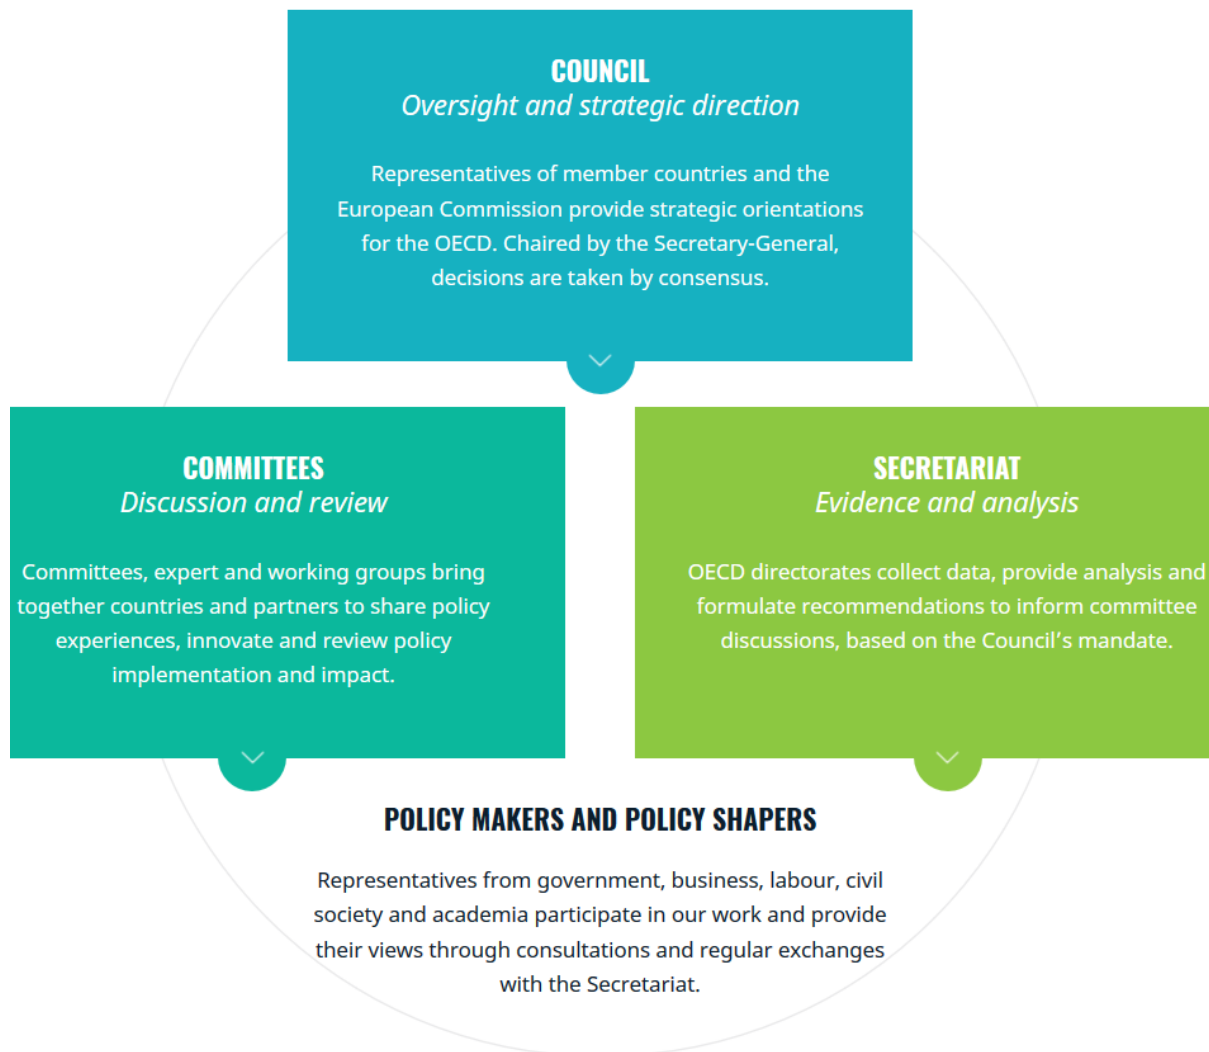 COUNCIL
Oversight and strategic direction
Representatives of member countries and the
European Commission provide strategic orientations
for the OECD. Chaired by the Secretary-General,
decisions are taken by consensus.
COMMITTEES
Discussion and review
Committees, expert and working groups bring
together countries and partners to share policy
experiences, innovate and review policy
implementation and impact.
SECRETARIAT
Evidence and analysis
OECD directorates collect data, provide analysis and
formulate recommendations to inform committee
discussions, based on the Council’s mandate.
POLICY MAKERS AND POLICY SHAPERS
Representatives from government, business, labour, civil
society and academia participate in our work and provide
their views through consultations and regular exchanges
with the Secretariat.